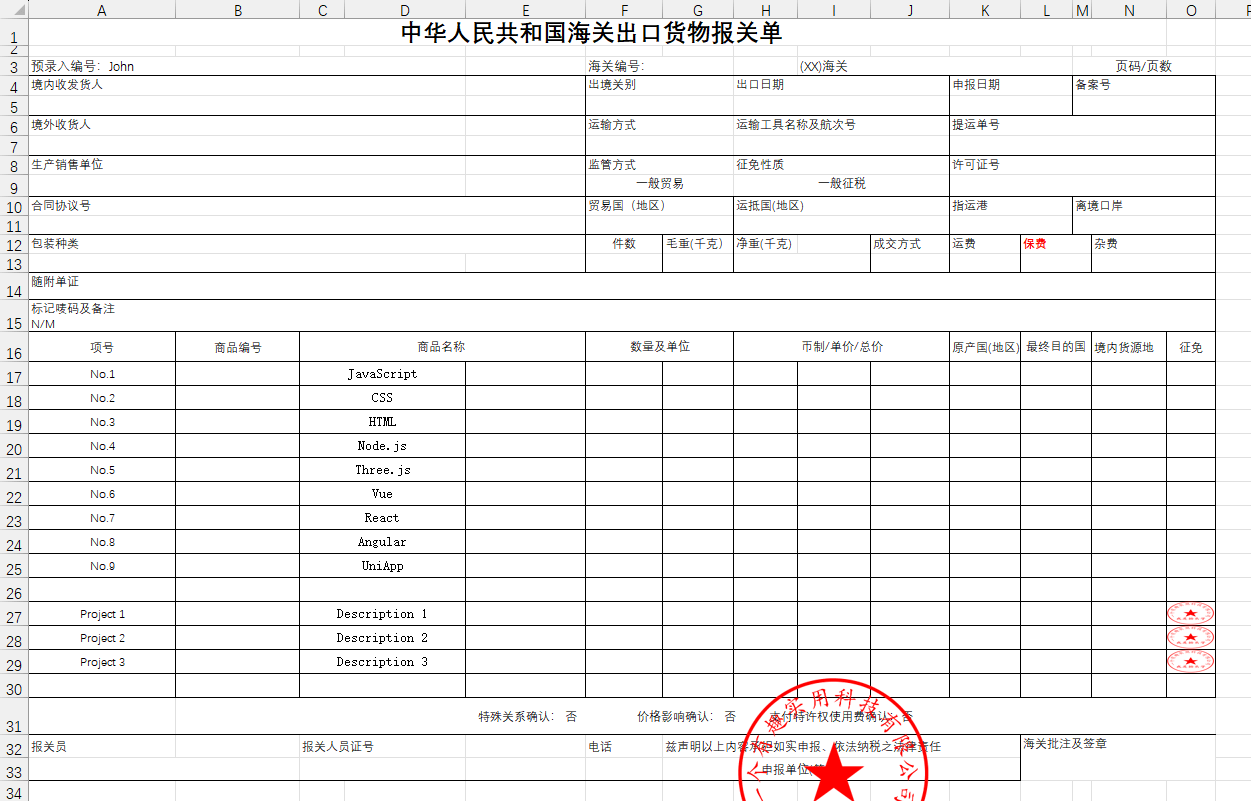 A B C D E F G H I J K L M N O
1 中华人民共和国海关出口货物报关单
2
3 预录入编号：John 海关编号： (XX)海关 页码/页数
4 境内收发货人 出境关别 出口日期 申报日期 备案号
5
6 境外收货人 运输方式 运输工具名称及航次号 提运单号
7
8 生产销售单位 监管方式 征免性质 许可证号
9 一般贸易 一般征税
10 合同协议号 贸易国（地区） 运抵国(地区) 指运港 离境口岸
11
12 包装种类 件数 毛重(千克） 净重(千克) 成交方式 运费 保费 杂费
13
14 随附单证
标记唛码及备注
15 N/M
16 项号 商品编号 商品名称 数量及单位 币制/单价/总价 原产国(地区) 最终目的国 境内货源地 征免
17 No.1 JavaScript
18 No.2 CSS
19 No.3 HTML
20 No.4 Node.js
21 No.5 Three.js
22 No.6 Vue
23 No.7 React
24 No.8 Angular
25 No.9 UniApp
26
27 Project 1 Description 1
28 Project 2 Description 2
29 Project 3 Description 3
30
31 特殊关系确认： 否 价格影响确认： 否 支付特许权使用费确认：否
32 报关员 报关人员证号 电话 兹声明以上内容承担如实申报、依法纳税之法律责任 海关批注及签章
33 申报单位
34
一个有趣实用科技有限公司